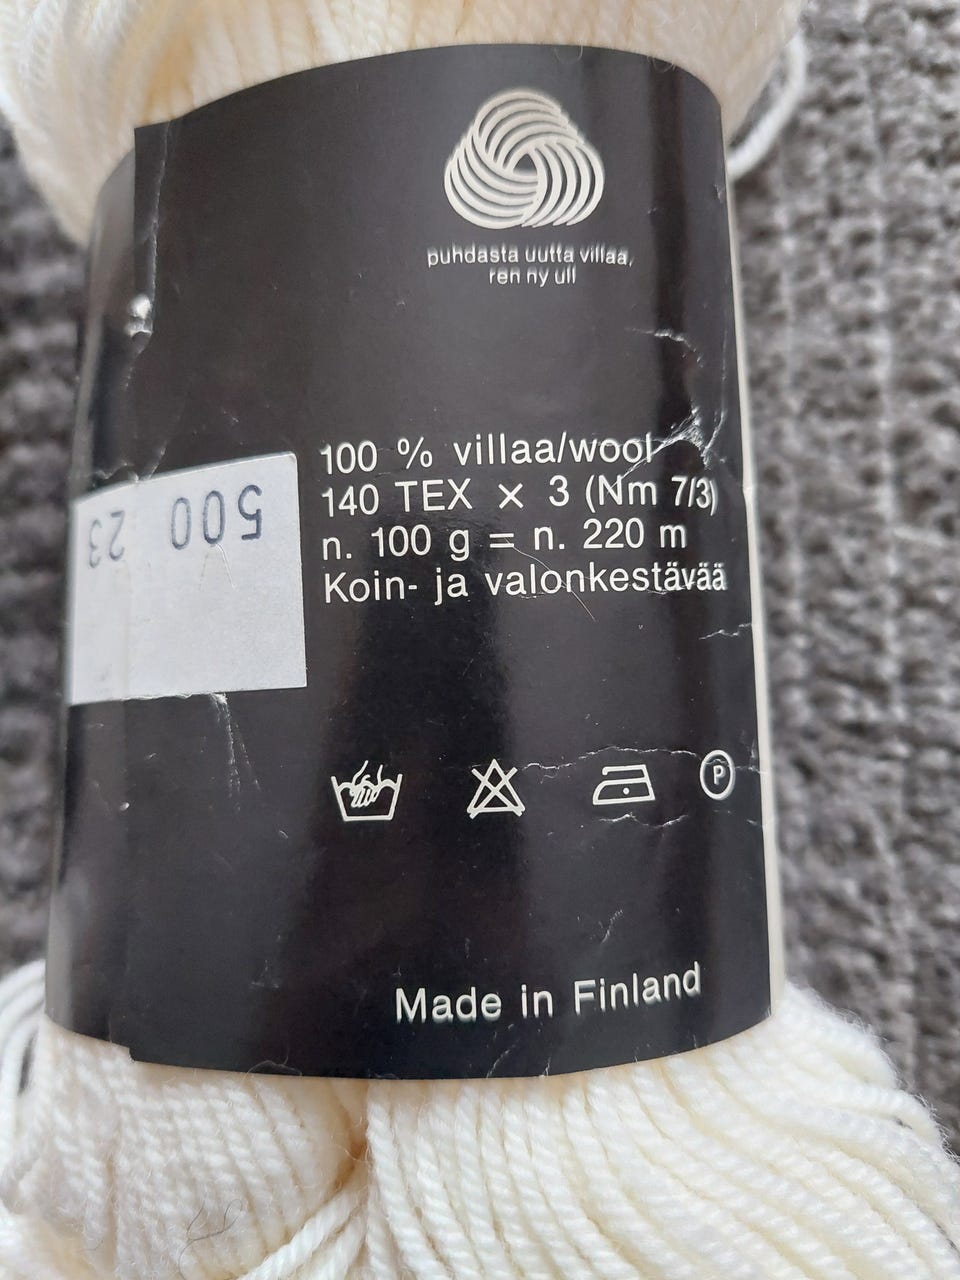 puhdasta uutta villaa,
ren ny ull
100 % villaa/wool
140 TEX × 3 (Nm 7/3)
n. 100 g = n. 220 m
Koin- ja valonkestävää
500 23
P
Made in Finland